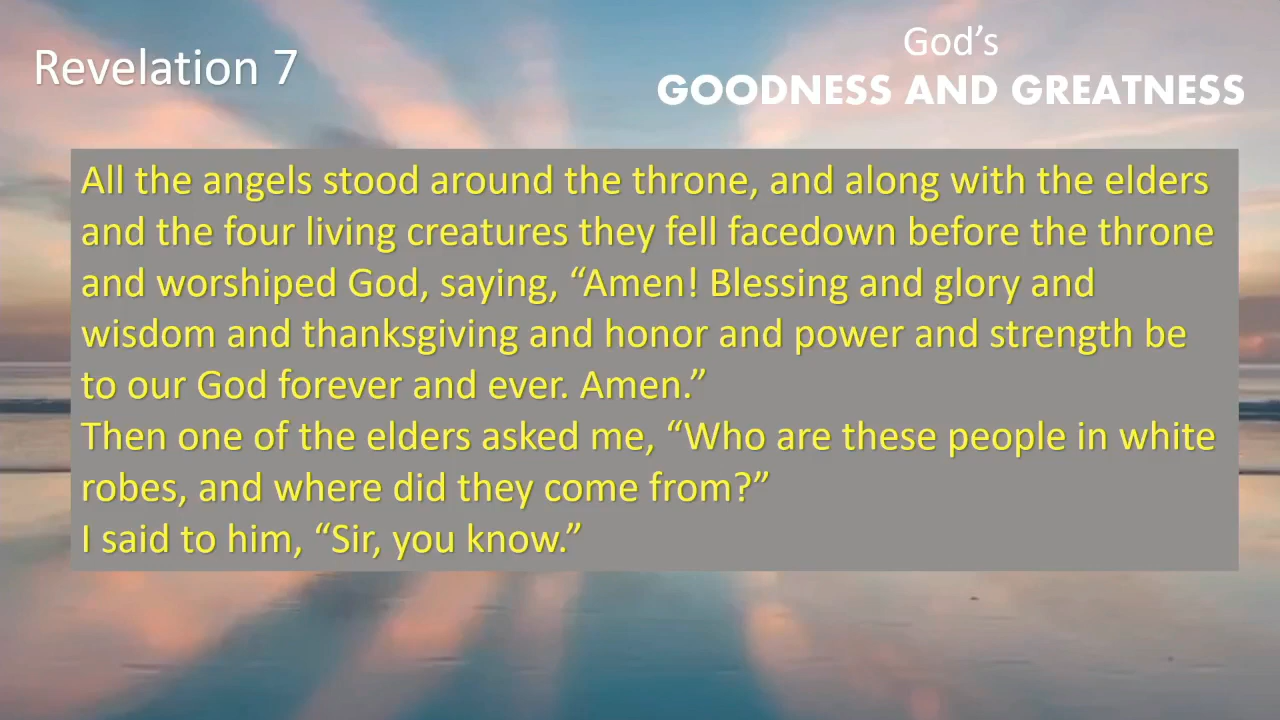 Revelation 7
God’s
GOODNESS AND GREATNESS
All the angels stood around the throne, and along with the elders
and the four living creatures they fell facedown before the throne
and worshiped God, saying, “Amen! Blessing and glory and
wisdom and thanksgiving and honor and power and strength be
to our God forever and ever. Amen.”
Then one of the elders asked me, “Who are these people in white
robes, and where did they come from?”
I said to him, “Sir, you know.”